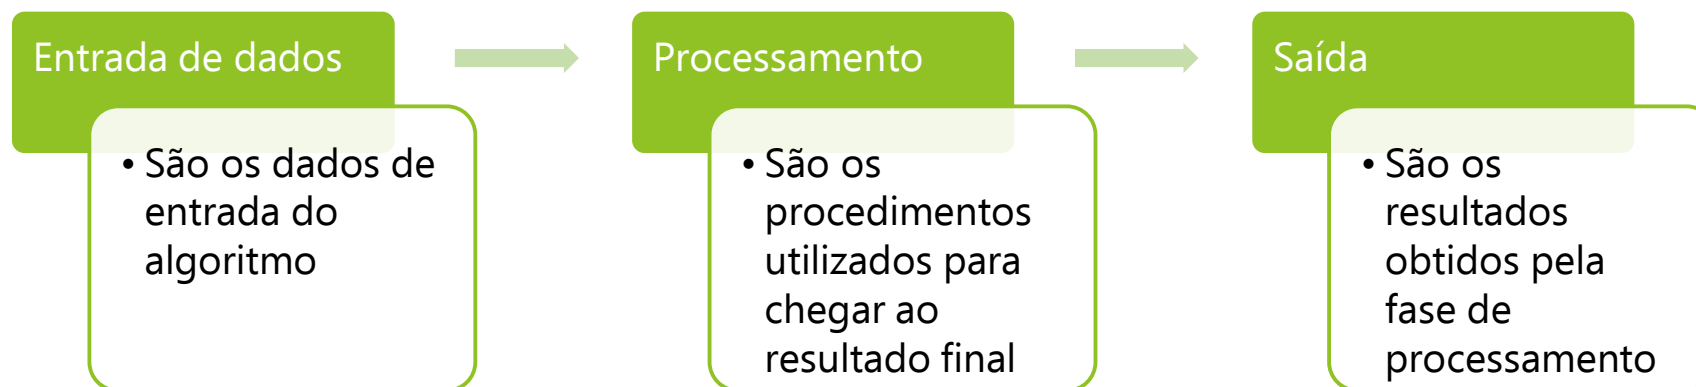 Entrada de dados
• São os dados de
entrada do
algoritmo
Processamento
• São os
procedimentos
utilizados para
chegar ao
resultado final
Saída
• São os
resultados
obtidos pela
fase de
processamento